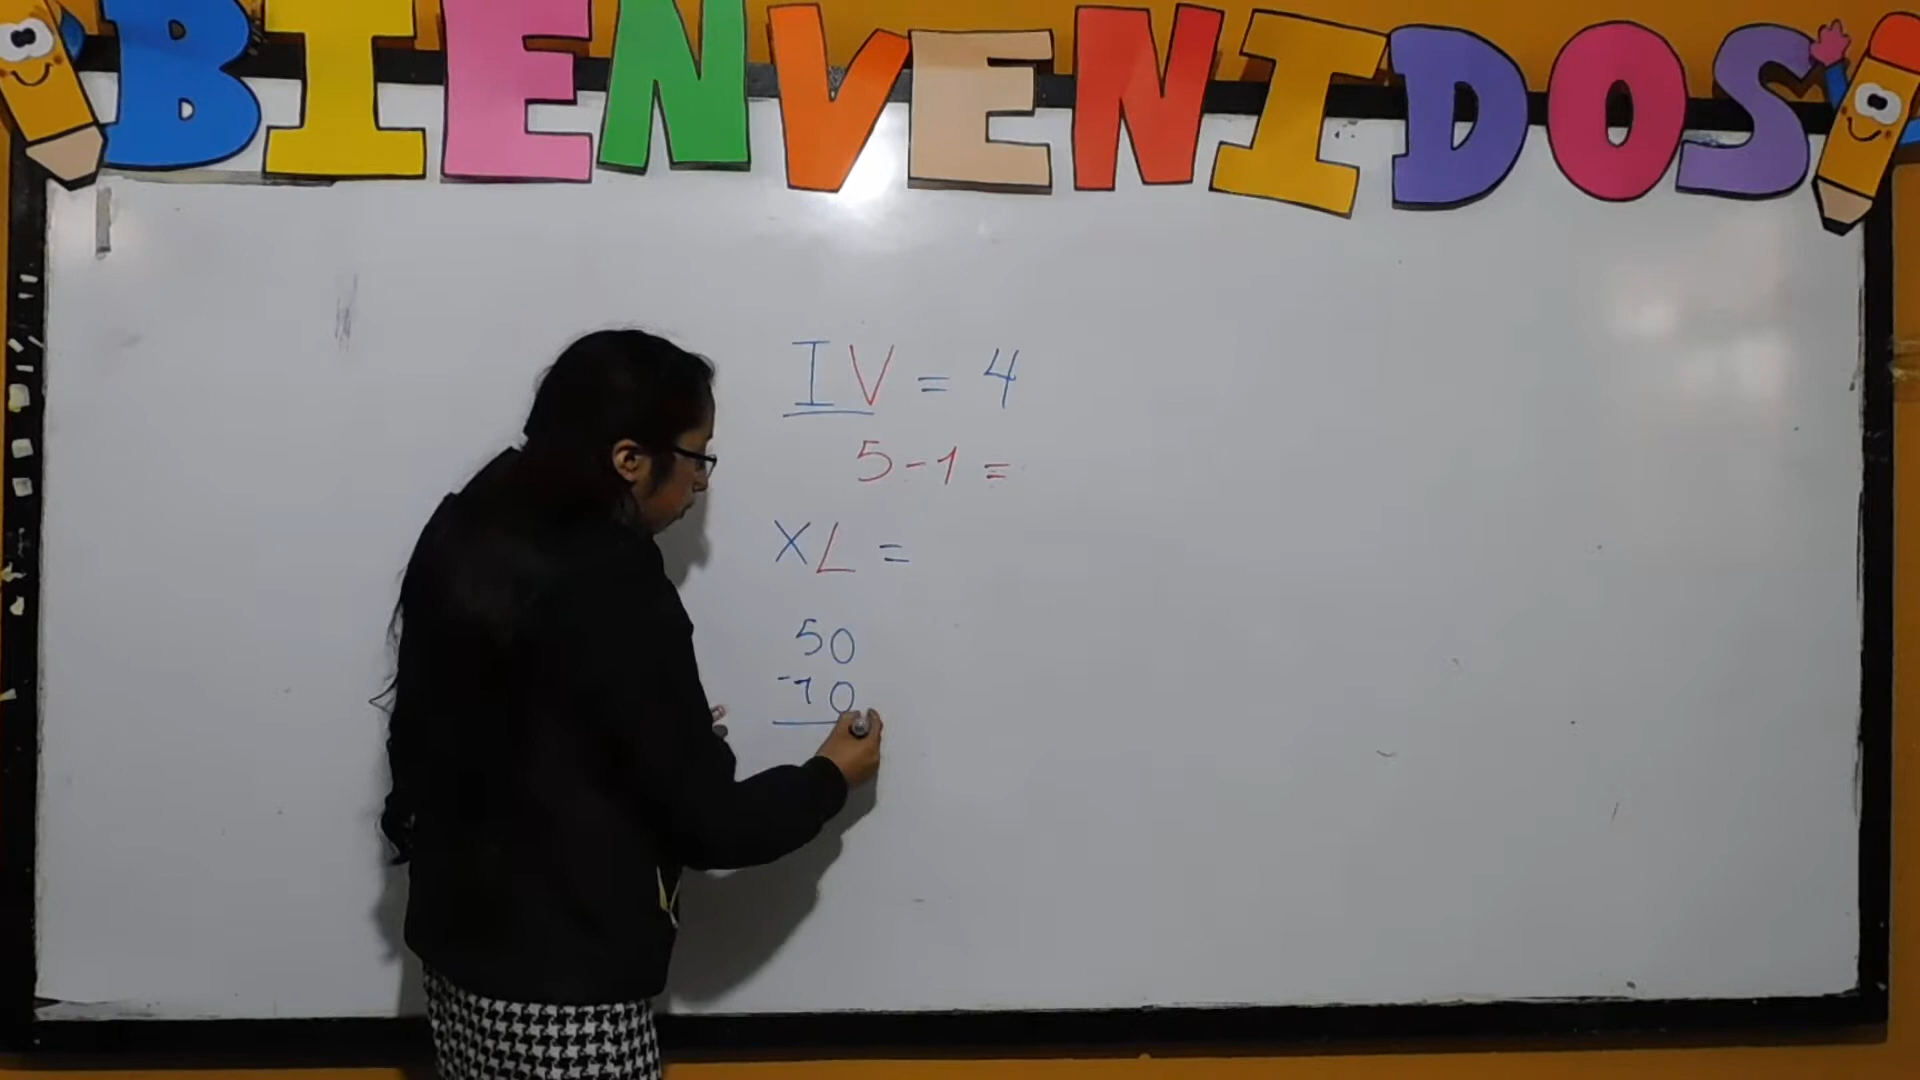 BIENVENIDOS
IV = 4
5-1 =
XL =
50
-10